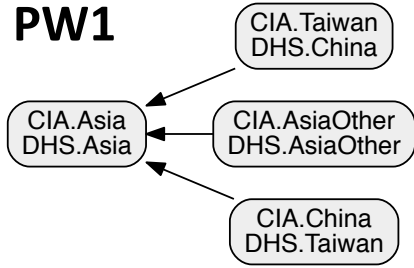 PW1
CIA.Taiwan
DHS.China
CIA.Asia
DHS.Asia
CIA.AsiaOther
DHS.AsiaOther
CIA.China
DHS.Taiwan